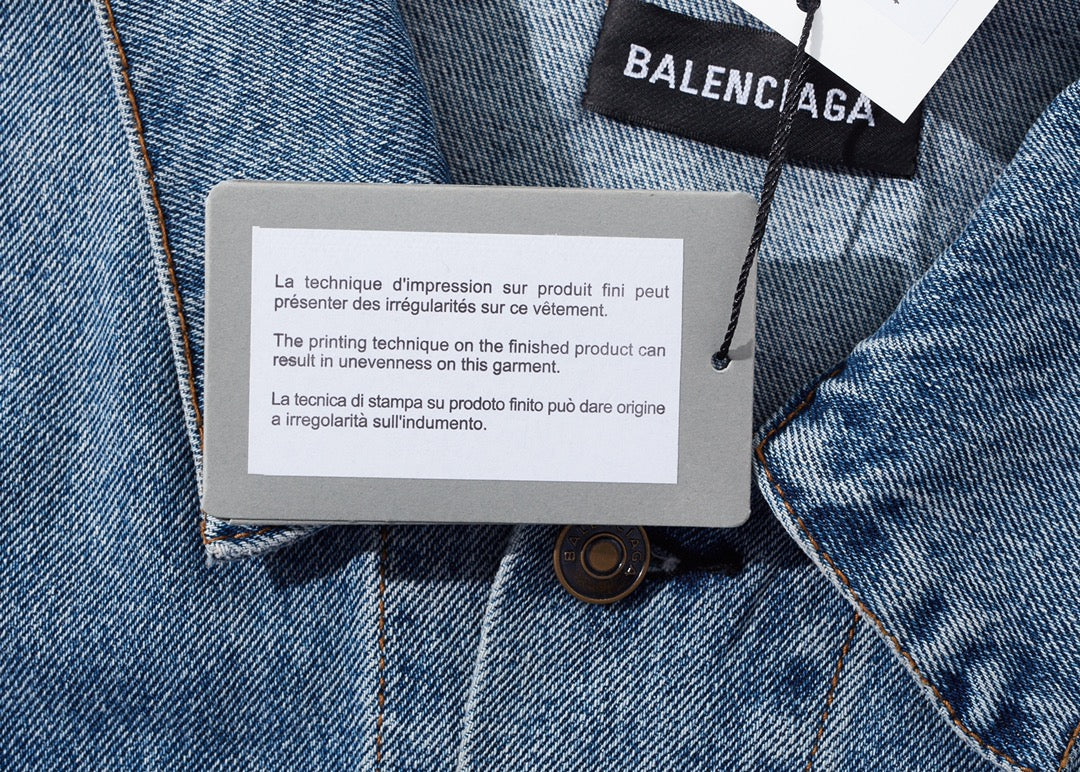 BALENCIAGA
La technique d'impression sur produit fini peut
présenter des irrégularités sur ce vêtement.
The printing technique on the finished product can
result in unevenness on this garment.
La tecnica di stampa su prodoto finito può dare origine
a irregolarità sull'indumento.